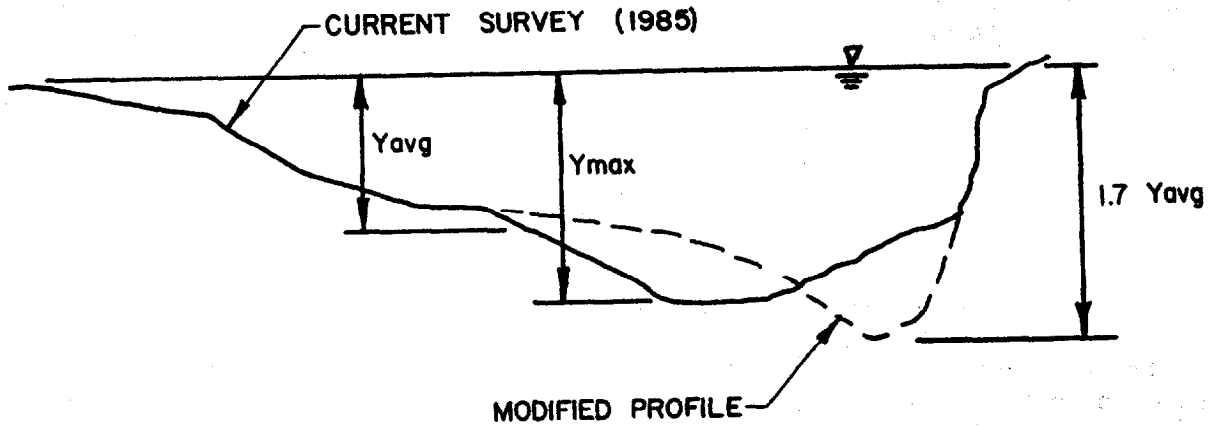 CURRENT SURVEY (1985)
Yavg
Ymax
1.7 Yavg
MODIFIED PROFILE